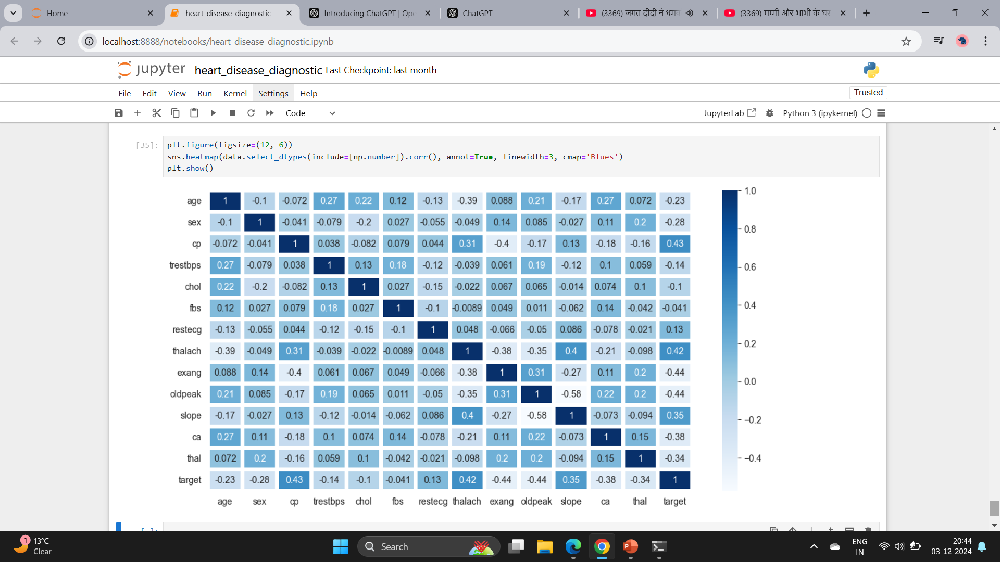 Home
heart_disease_diagnostic
Introducing ChatGPT | Ope
ChatGPT
(3369) जगत दीदी ने धमव
(3369) मम्मी और भाभी के घर
localhost:8888/notebooks/heart_disease_diagnostic.ipynb
jupyter heart_disease_diagnostic Last Checkpoint: last month
File Edit View Run Kernel Settings Help
Trusted
Code
JupyterLab
Python 3 (ipykernel)
[35]:
plt.figure(figsize=(12, 6))
sns.heatmap(data.select_dtypes(include=[np.number]).corr(), annot=True, linewidth=3, cmap='Blues')
plt.show()
age 1 -0.1 -0.072 0.27 0.22 0.12 -0.13 -0.39 0.088 0.21 -0.17 0.27 0.072 -0.23
sex -0.1 1 -0.041 -0.079 -0.2 0.027 -0.055 -0.049 0.14 0.085 -0.027 0.11 0.2 -0.28
cp -0.072 -0.041 1 0.038 -0.082 0.079 0.044 0.31 -0.4 -0.17 0.13 -0.18 -0.16 0.43
trestbps 0.27 -0.079 0.038 1 0.13 0.18 -0.12 -0.039 0.061 0.19 -0.12 0.1 0.059 -0.14
chol 0.22 -0.2 -0.082 0.13 1 0.027 -0.15 -0.022 0.067 0.065 -0.014 0.074 0.1 -0.1
fbs 0.12 0.027 0.079 0.18 0.027 1 -0.1 -0.0089 0.049 0.011 -0.062 0.14 -0.042 -0.041
restecg -0.13 -0.055 0.044 -0.12 -0.15 -0.1 1 0.048 -0.066 -0.05 0.086 -0.078 -0.021 0.13
thalach -0.39 -0.049 0.31 -0.039 -0.022 -0.0089 0.048 1 -0.38 -0.35 0.4 -0.21 -0.098 0.42
exang 0.088 0.14 -0.4 0.061 0.067 0.049 -0.066 -0.38 1 0.31 -0.27 0.11 0.2 -0.44
oldpeak 0.21 0.085 -0.17 0.19 0.065 0.011 -0.05 -0.35 0.31 1 -0.58 0.22 0.2 -0.44
slope -0.17 -0.027 0.13 -0.12 -0.014 -0.062 0.086 0.4 -0.27 -0.58 1 -0.073 -0.094 0.35
ca 0.27 0.11 -0.18 0.1 0.074 0.14 -0.078 -0.21 0.11 0.22 -0.073 1 0.15 -0.38
thal 0.072 0.2 -0.16 0.059 0.1 -0.042 -0.021 -0.098 0.2 0.2 -0.094 0.15 1 -0.34
target -0.23 -0.28 0.43 -0.14 -0.1 -0.041 0.13 0.42 -0.44 -0.44 0.35 -0.38 -0.34 1
age sex cp trestbps chol fbs restecg thalach exang oldpeak slope ca thal target
1.0
0.8
0.6
0.4
0.2
0.0
−0.2
−0.4
1
13°C
Clear
Search
ENG
IN
20:44
03-12-2024